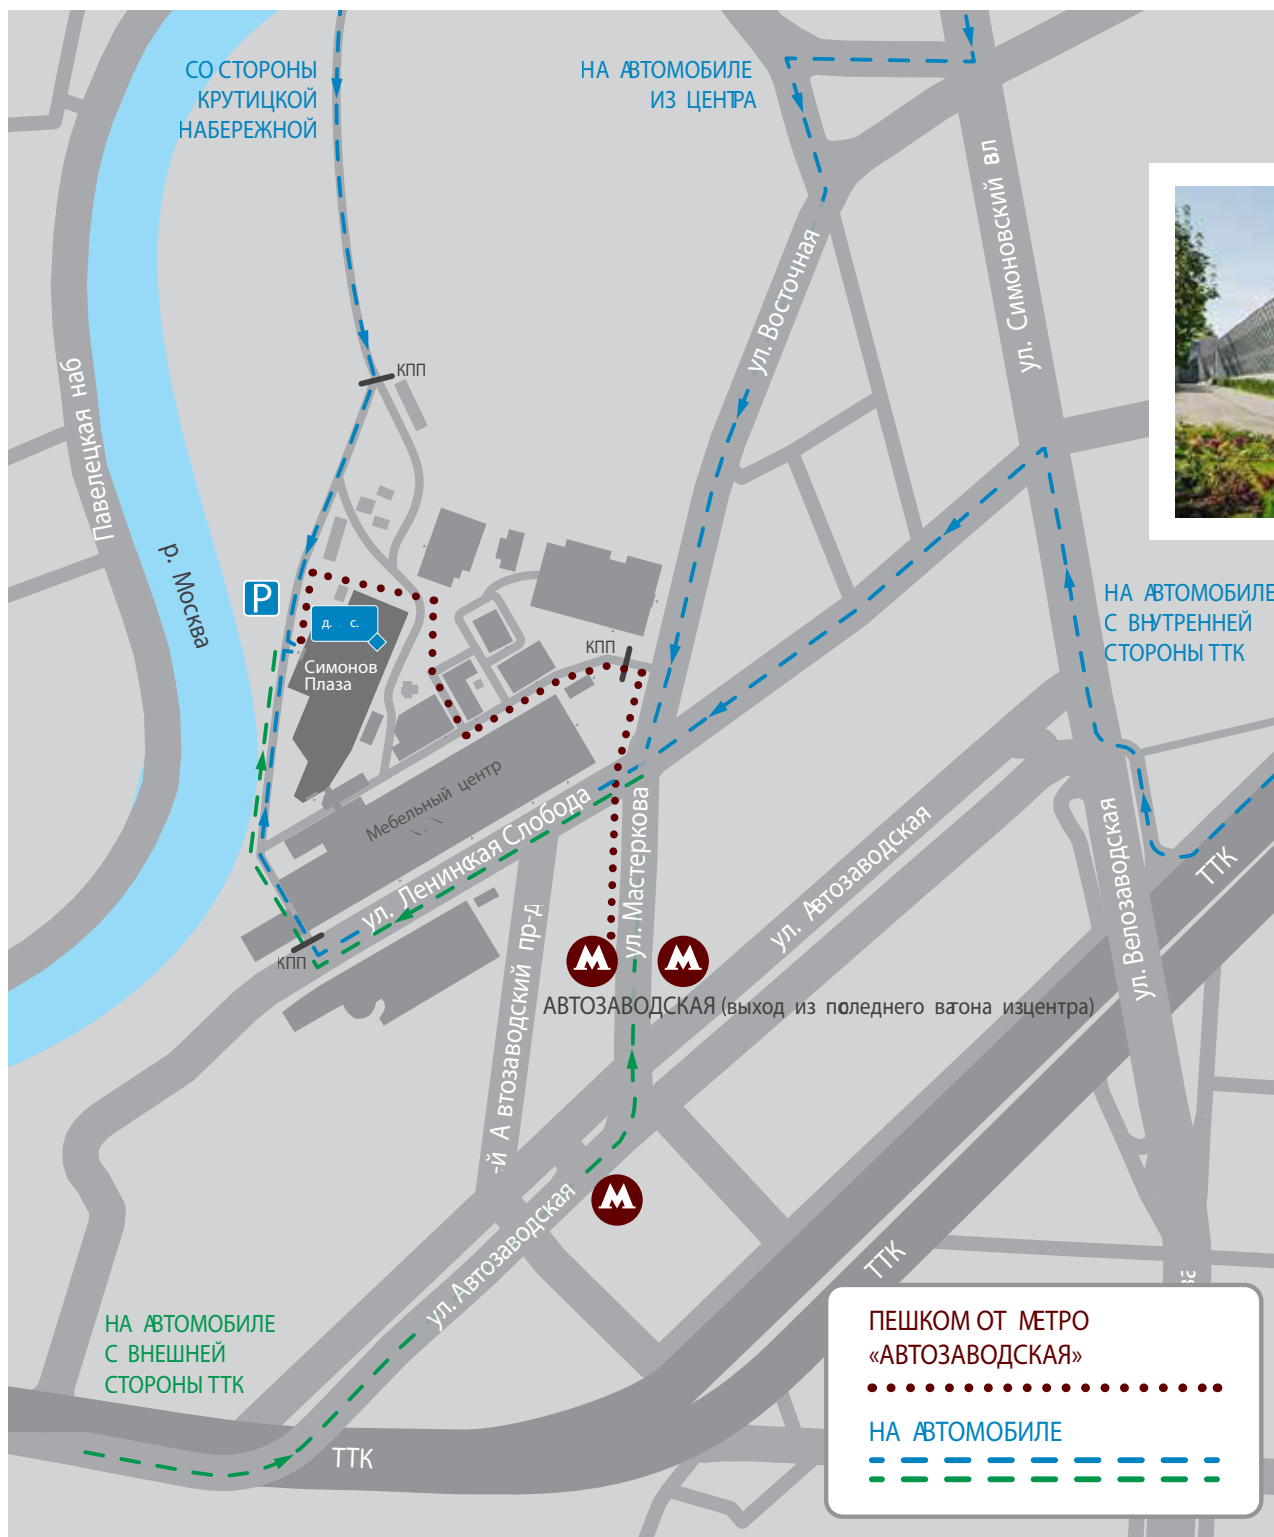 СО СТОРОНЫ
КРУТИЦКОЙ
НАБЕРЕЖНОЙ
НА АВТОМОБИЛЕ
ИЗ ЦЕНТРА
ул. Симоновский вл
ул. Восточная
КПП
Павелецкая наб
р. Москва
P
д. с.
Симонов
Плаза
КПП
НА АВТОМОБИЛЕ
С ВНУТРЕННЕЙ
СТОРОНЫ ТТК
Мебельный центр
ул. Ленинская Слобода
ул. Мастеркова
ул. Автозаводская
ул. Велозаводская
ТТК
КПП
-й Автозаводский пр-д
М
М
АВТОЗАВОДСКАЯ (выход из последнего вагона изцентра)
М
ул. Автозаводская
ТТК
НА АВТОМОБИЛЕ
С ВНЕШНЕЙ
СТОРОНЫ ТТК
ТТК
ПЕШКОМ ОТ МЕТРО
«АВТОЗАВОДСКАЯ»
НА АВТОМОБИЛЕ